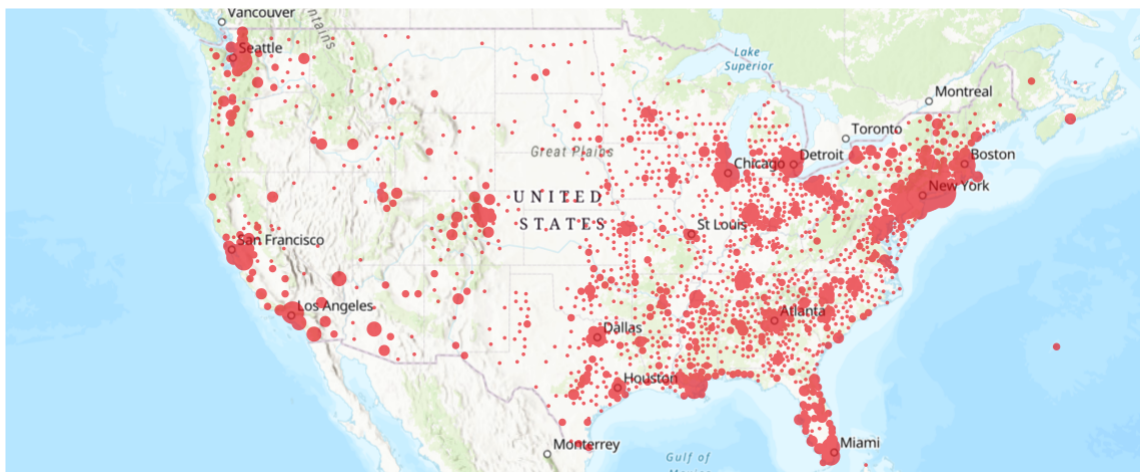 Vancouver
Seattle
Lake
Superior
Montreal
Toronto
Great Plains
Chicago
Detroit
Boston
UNITED
STATES
New York
St Louis
San Francisco
Los Angeles
Atlanta
Dallas
Houston
Monterrey
Miami
Gulf of